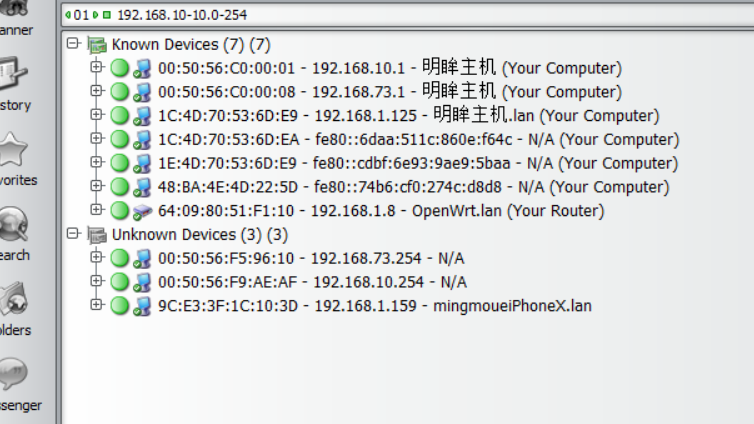 01 192.168.10-10.0-254
anner
Known Devices (7) (7)
00:50:56:C0:00:01 - 192.168.10.1 - 明眸主机 (Your Computer)
00:50:56:C0:00:08 - 192.168.73.1 - 明眸主机 (Your Computer)
story
1C:4D:70:53:6D:E9 - 192.168.1.125 - 明眸主机.lan (Your Computer)
1C:4D:70:53:6D:EA - fe80::6daa:511c:860e:f64c - N/A (Your Computer)
1E:4D:70:53:6D:E9 - fe80::cdbf:6e93:9ae9:5baa - N/A (Your Computer)
vorites
48:BA:4E:4D:22:5D - fe80::74b6:cf0:274c:d8d8 - N/A (Your Computer)
64:09:80:51:F1:10 - 192.168.1.8 - OpenWrt.lan (Your Router)
Unknown Devices (3) (3)
earch
00:50:56:F5:96:10 - 192.168.73.254 - N/A
00:50:56:F9:AE:AF - 192.168.10.254 - N/A
9C:E3:3F:1C:10:3D - 192.168.1.159 - mingmoueiPhoneX.lan
olders
ssenger